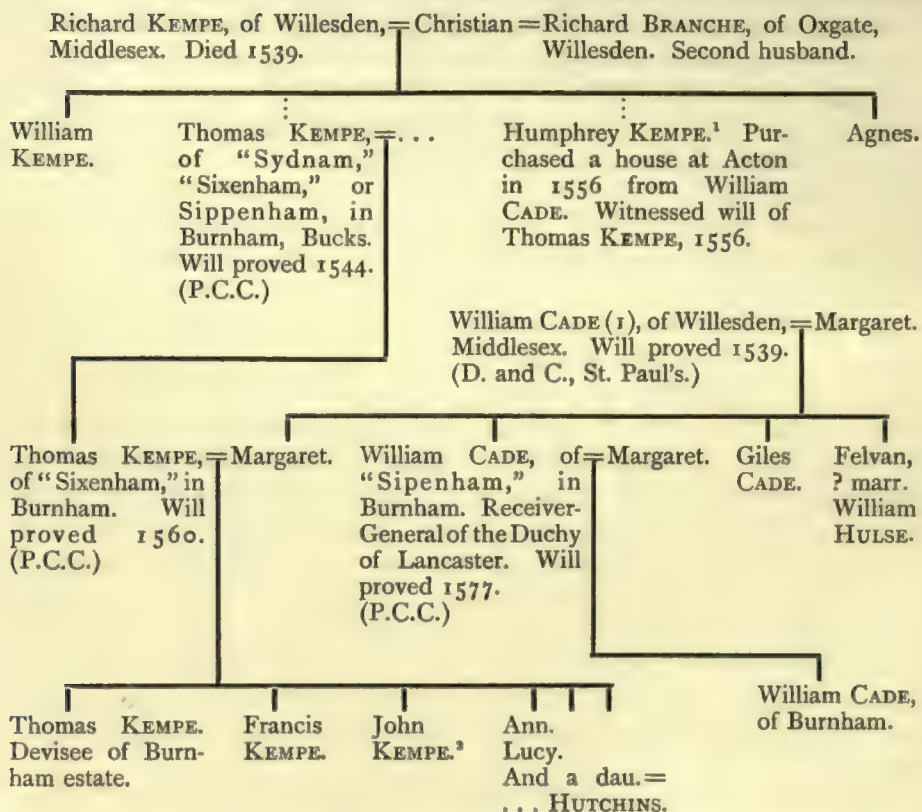 Richard KEMPE, of Willesden, = Christian = Richard BRANCHE, of Oxgate,
Middlesex. Died 1539. Willesden. Second husband.
William
KEMPE.
Thomas KEMPE, = . . .
of "Sydnam,"
"Sixenham," or
Sippenham, in
Burnham, Bucks.
Will proved 1544.
(P.C.C.)
Humphrey KEMPE.¹ Pur-
chased a house at Acton
in 1556 from William
CADE. Witnessed will of
Thomas KEMPE, 1556.
Agnes.
William CADE (1), of Willesden, = Margaret.
Middlesex. Will proved 1539.
(D. and C., St. Paul's.)
Thomas KEMPE, = Margaret.
of "Sixenham," in
Burnham. Will
proved 1560.
(P.C.C.)
William CADE, of = Margaret.
"Sipenham," in
Burnham. Receiver-
General of the Duchy
of Lancaster. Will
proved 1577.
(P.C.C.)
Giles
CADE.
Felvan,
? marr.
William
HULSE.
Thomas KEMPE.
Devisee of Burn-
ham estate.
Francis
KEMPE.
John
KEMPE.²
Ann.
Lucy.
And a dau. =
. . . HUTCHINS.
William CADE,
of Burnham.